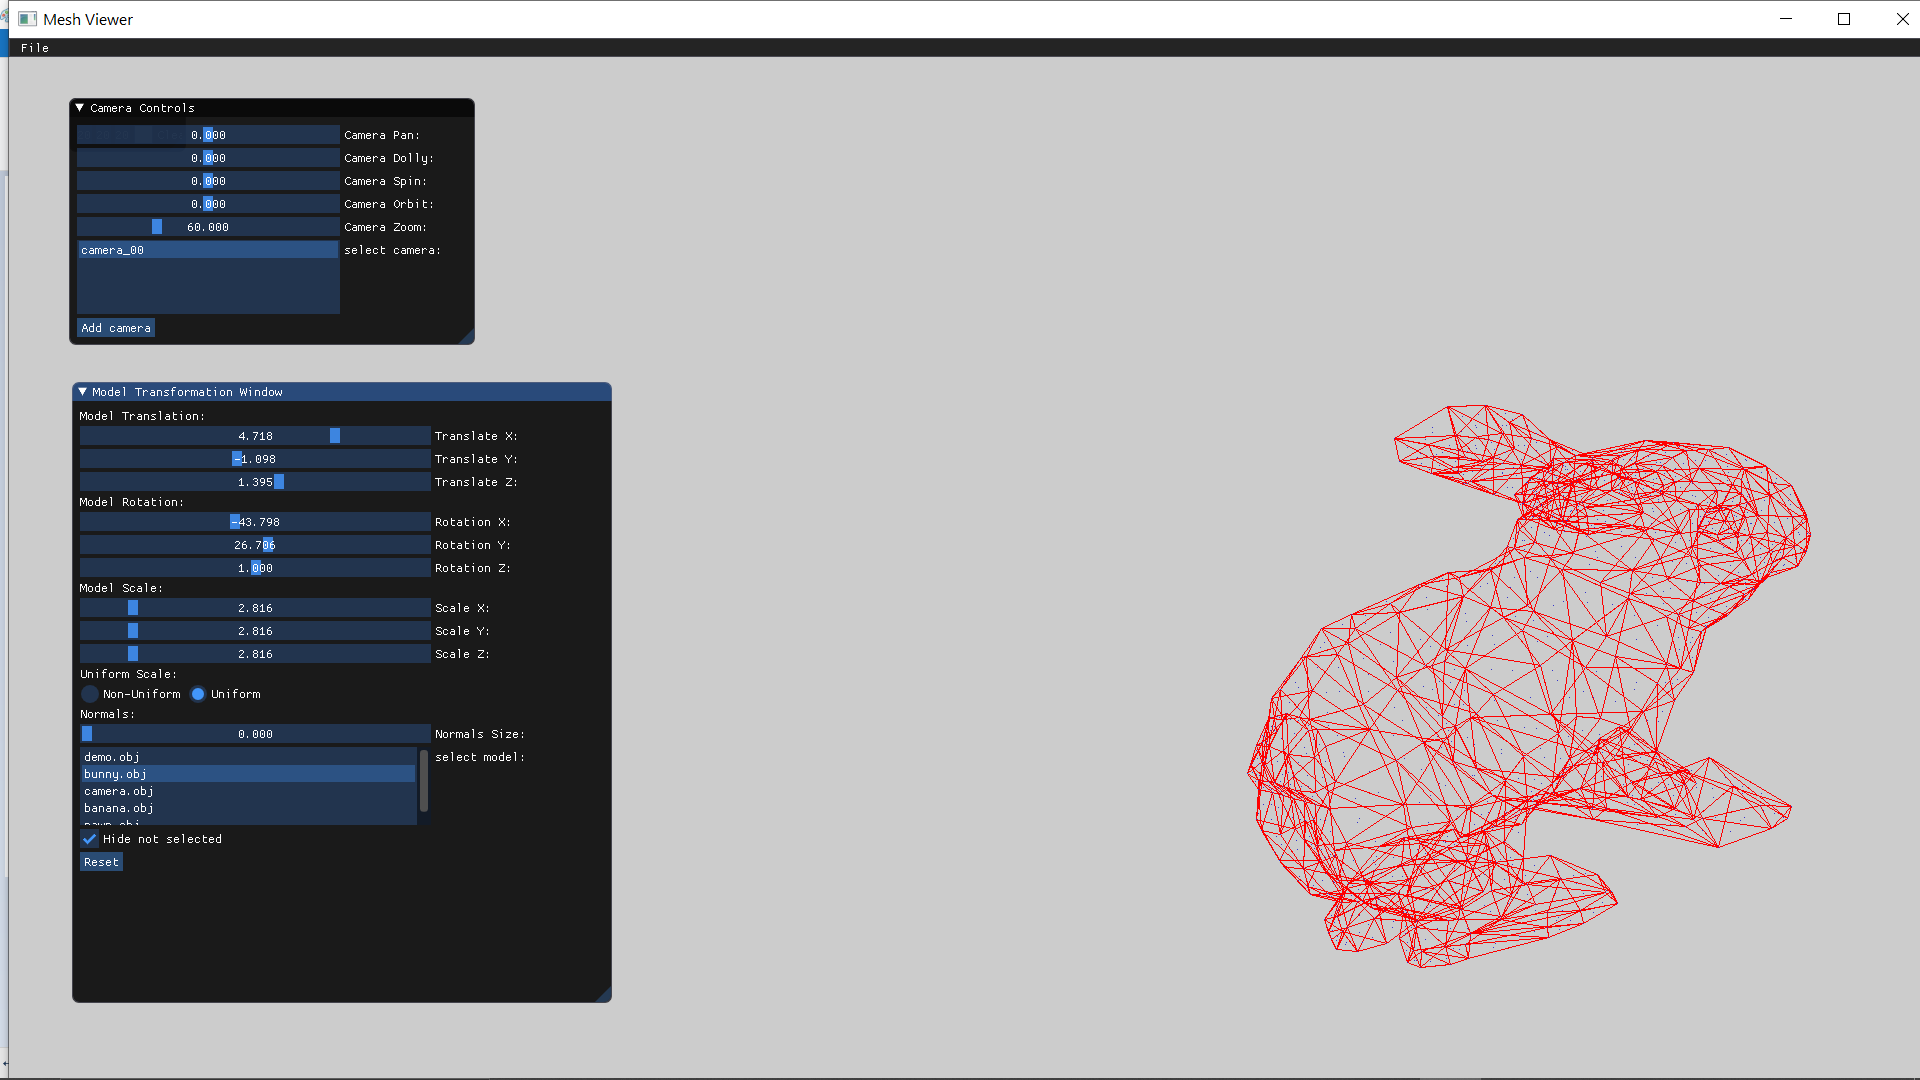 Mesh Viewer
File
Camera Controls
0.000 Camera Pan:
0.000 Camera Dolly:
0.000 Camera Spin:
0.000 Camera Orbit:
60.000 Camera Zoom:
camera_00 select camera:
Add camera
Model Transformation Window
Model Translation:
4.718 Translate X:
-1.098 Translate Y:
1.395 Translate Z:
Model Rotation:
-43.798 Rotation X:
26.706 Rotation Y:
1.000 Rotation Z:
Model Scale:
2.816 Scale X:
2.816 Scale Y:
2.816 Scale Z:
Uniform Scale:
Non-Uniform Uniform
Normals:
0.000 Normals Size:
demo.obj select model:
bunny.obj
camera.obj
banana.obj
Hide not selected
Reset